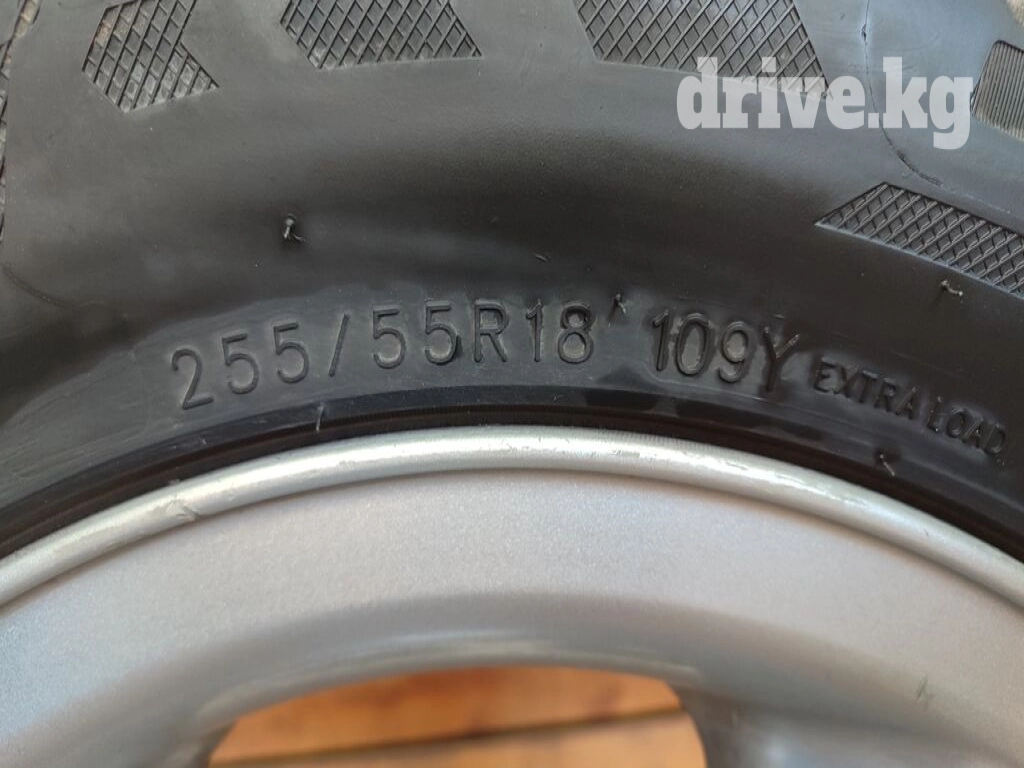 drive.kg
255/55R18 109Y EXTRA LOAD